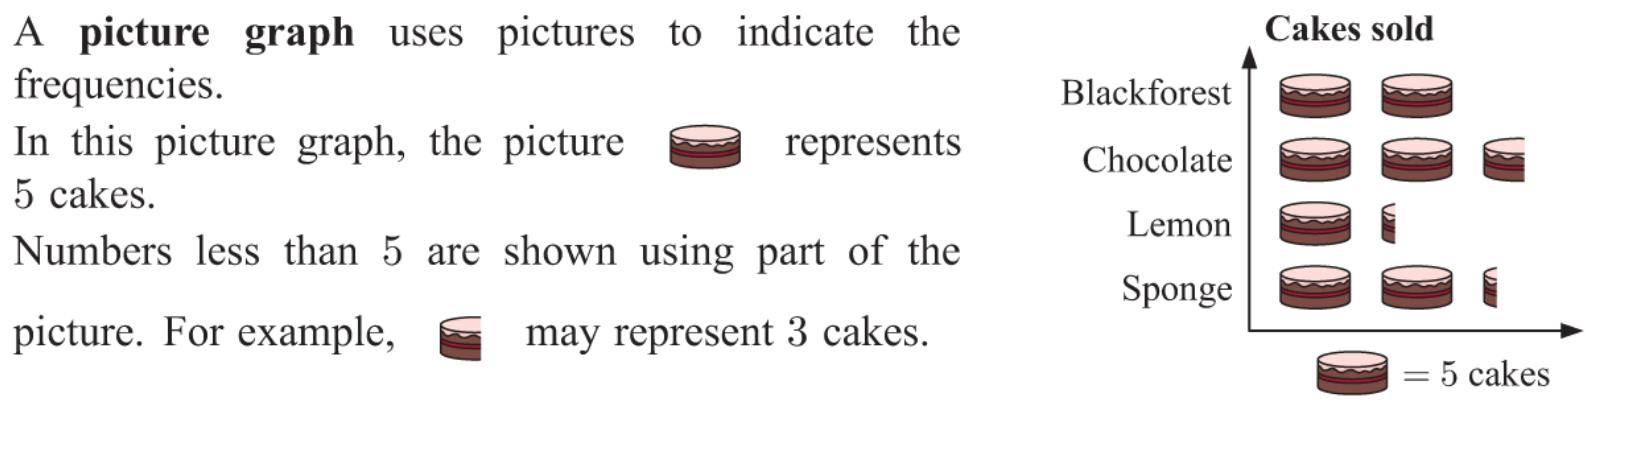 A picture graph uses pictures to indicate the
frequencies.
In this picture graph, the picture represents
5 cakes.
Numbers less than 5 are shown using part of the
picture. For example, may represent 3 cakes.
Cakes sold
Blackforest
Chocolate
Lemon
Sponge
= 5 cakes